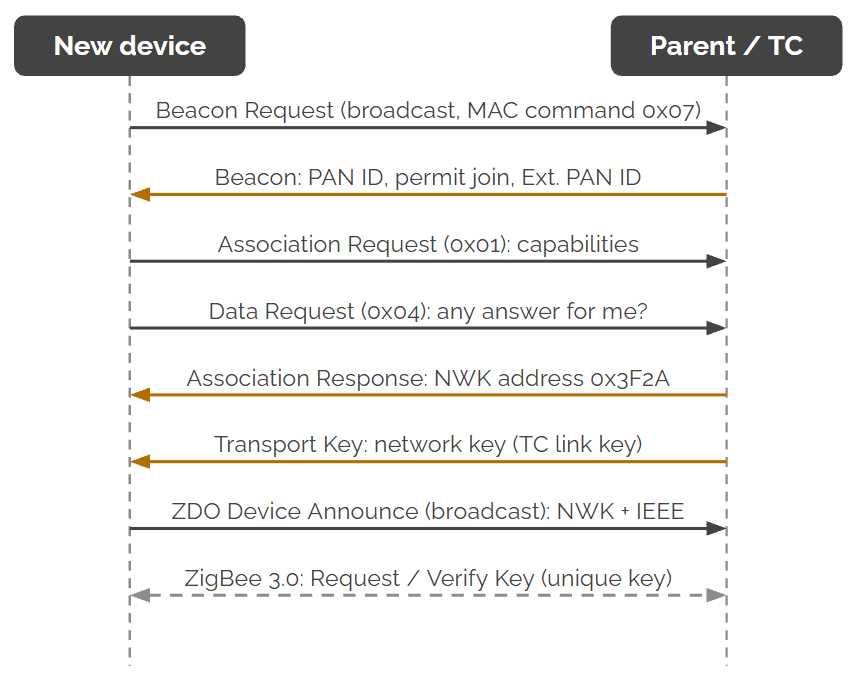 New device
Parent / TC
Beacon Request (broadcast, MAC command 0x07)
Beacon: PAN ID, permit join, Ext. PAN ID
Association Request (0x01): capabilities
Data Request (0x04): any answer for me?
Association Response: NWK address 0x3F2A
Transport Key: network key (TC link key)
ZDO Device Announce (broadcast): NWK + IEEE
ZigBee 3.0: Request / Verify Key (unique key)